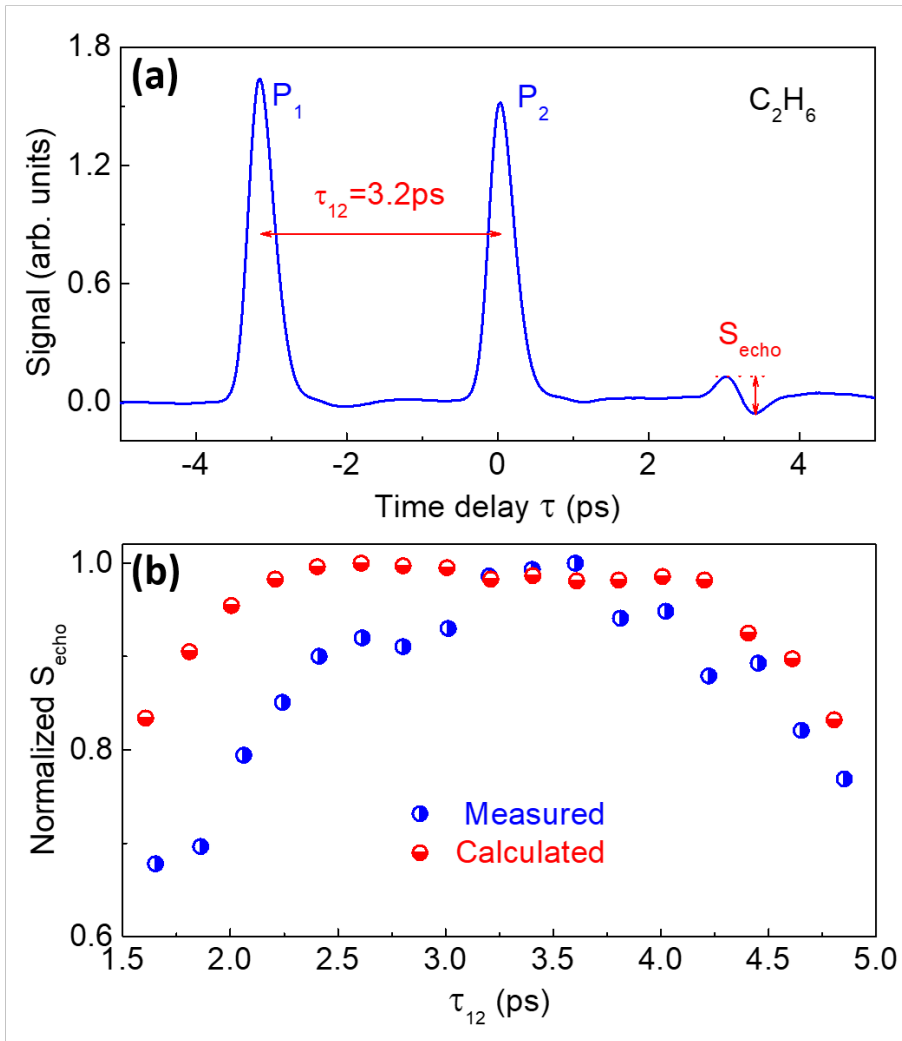 (a)
1.8
1.2
0.6
0.0
Signal (arb. units)
P₁
P₂
C₂H₆
τ₁₂=3.2ps
S_echo
-4
-2
0
2
4
Time delay τ (ps)
(b)
1.0
0.8
0.6
Normalized S_echo
Measured
Calculated
1.5
2.0
2.5
3.0
3.5
4.0
4.5
5.0
τ₁₂ (ps)